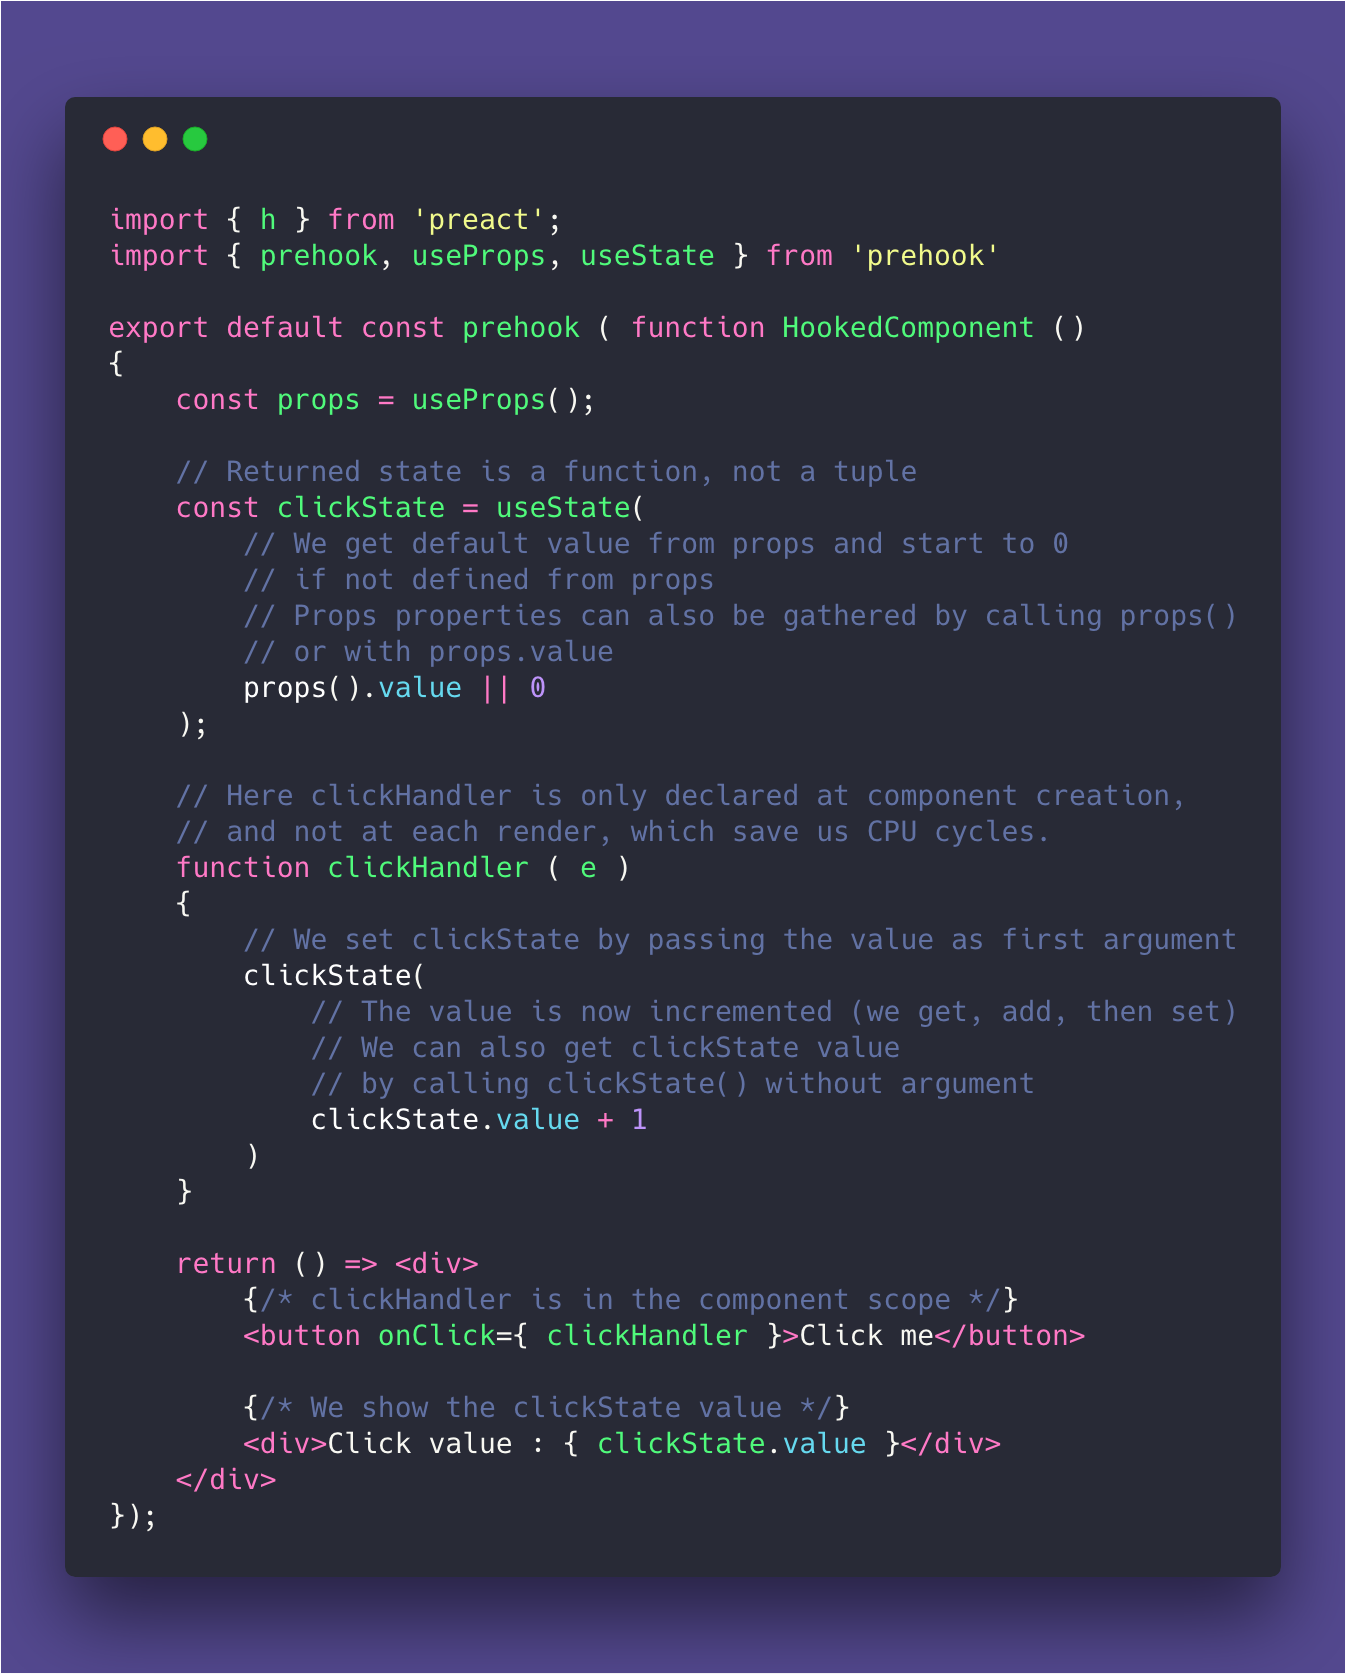 import { h } from 'preact';
import { prehook, useProps, useState } from 'prehook'

export default const prehook ( function HookedComponent ()
{
    const props = useProps();

    // Returned state is a function, not a tuple
    const clickState = useState(
        // We get default value from props and start to 0
        // if not defined from props
        // Props properties can also be gathered by calling props()
        // or with props.value
        props().value || 0
    );

    // Here clickHandler is only declared at component creation,
    // and not at each render, which save us CPU cycles.
    function clickHandler ( e )
    {
        // We set clickState by passing the value as first argument
        clickState(
            // The value is now incremented (we get, add, then set)
            // We can also get clickState value
            // by calling clickState() without argument
            clickState.value + 1
        )
    }

    return () => <div>
        {/* clickHandler is in the component scope */}
        <button onClick={ clickHandler }>Click me</button>

        {/* We show the clickState value */}
        <div>Click value : { clickState.value }</div>
    </div>
});